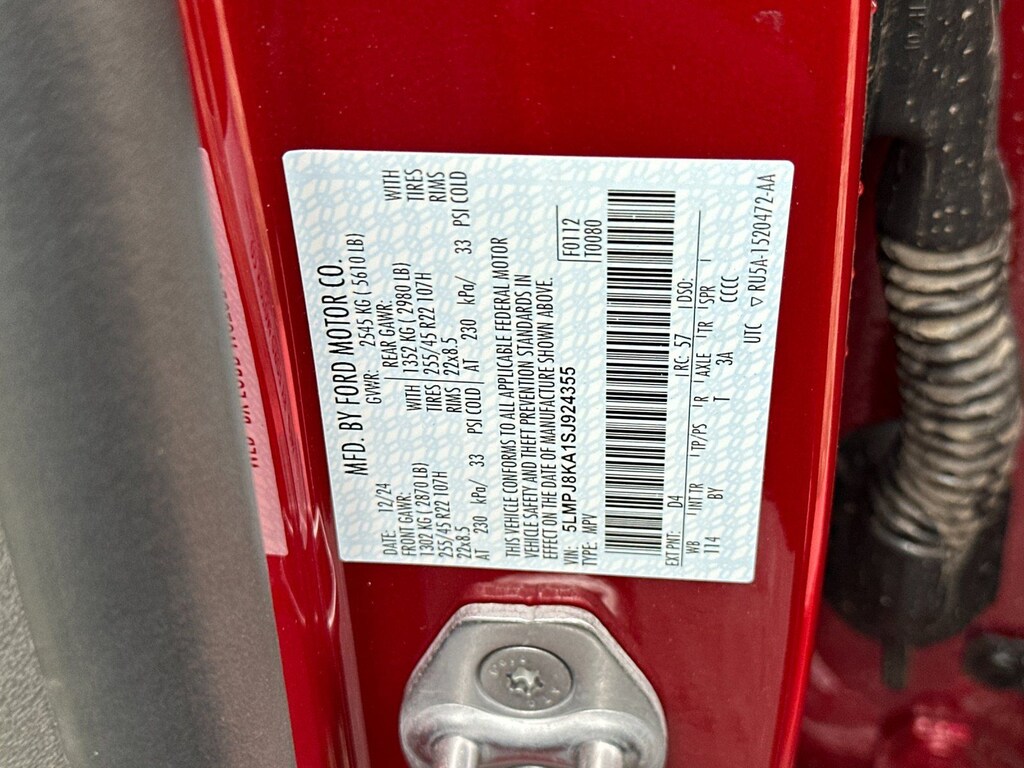 MFD. BY FORD MOTOR CO.
DATE: 12/24 GVWR: 2545 KG ( 5610 LB)
FRONT GAWR: REAR GAWR:
1302 KG ( 2870 LB) WITH 1352 KG ( 2980 LB) WITH
255/45 R22 107H TIRES 255/45 R22 107H TIRES
22x8.5 RIMS 22x8.5 RIMS
AT 230 kPa/ 33 PSI COLD/ AT 230 kPa/ 33 PSI COLD
THIS VEHICLE CONFORMS TO ALL APPLICABLE FEDERAL MOTOR
VEHICLE SAFETY AND THEFT PREVENTION STANDARDS IN
EFFECT ON THE DATE OF MANUFACTURE SHOWN ABOVE.
VIN: 5LMPJ8KA1SJ924355 F0112
TYPE: MPV T0080
EXT PNT: D4 RC 57 DSO:
WB INT TR TP/PS R AXLE TR SPR
114 BY T 3A CCCC
UTC ▽ RU5A-1520472-AA